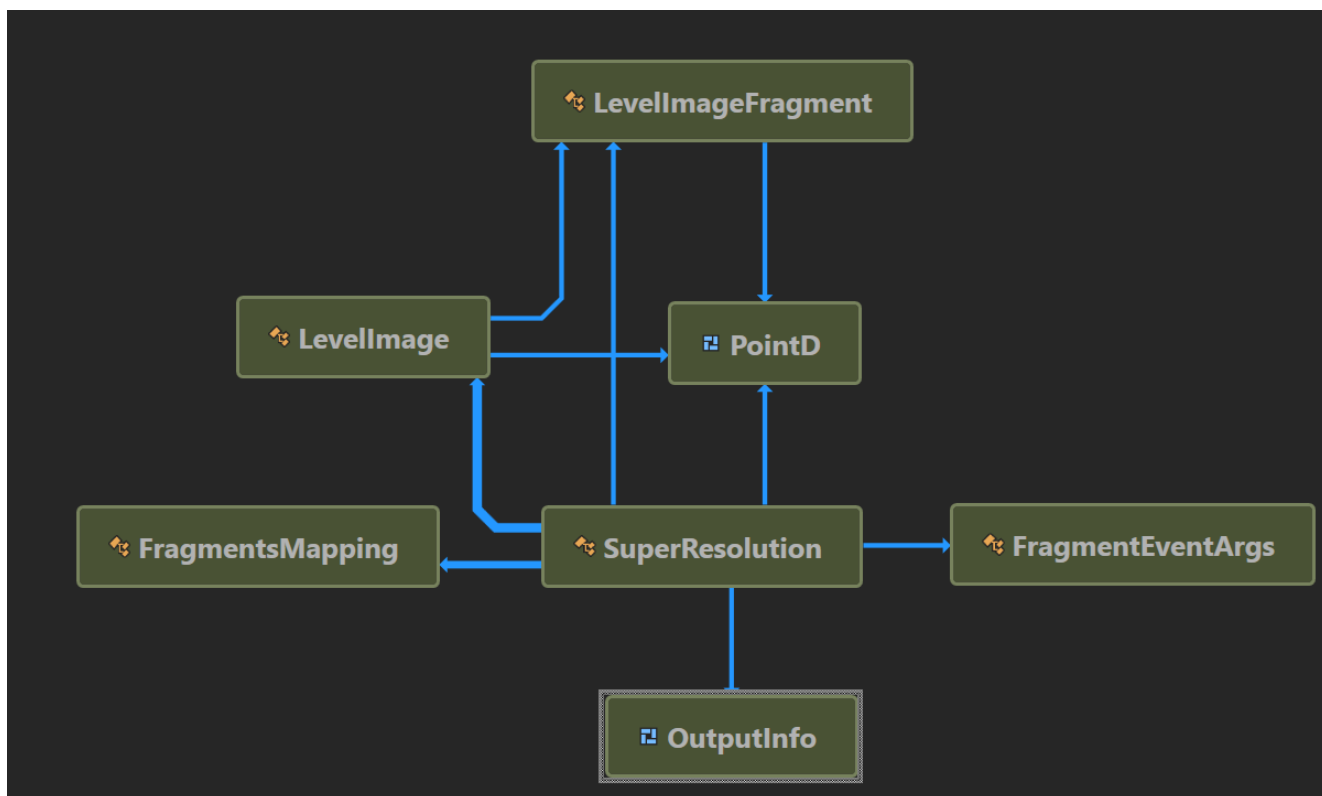 LevelImageFragment
LevelImage
PointD
FragmentsMapping
SuperResolution
FragmentEventArgs
OutputInfo